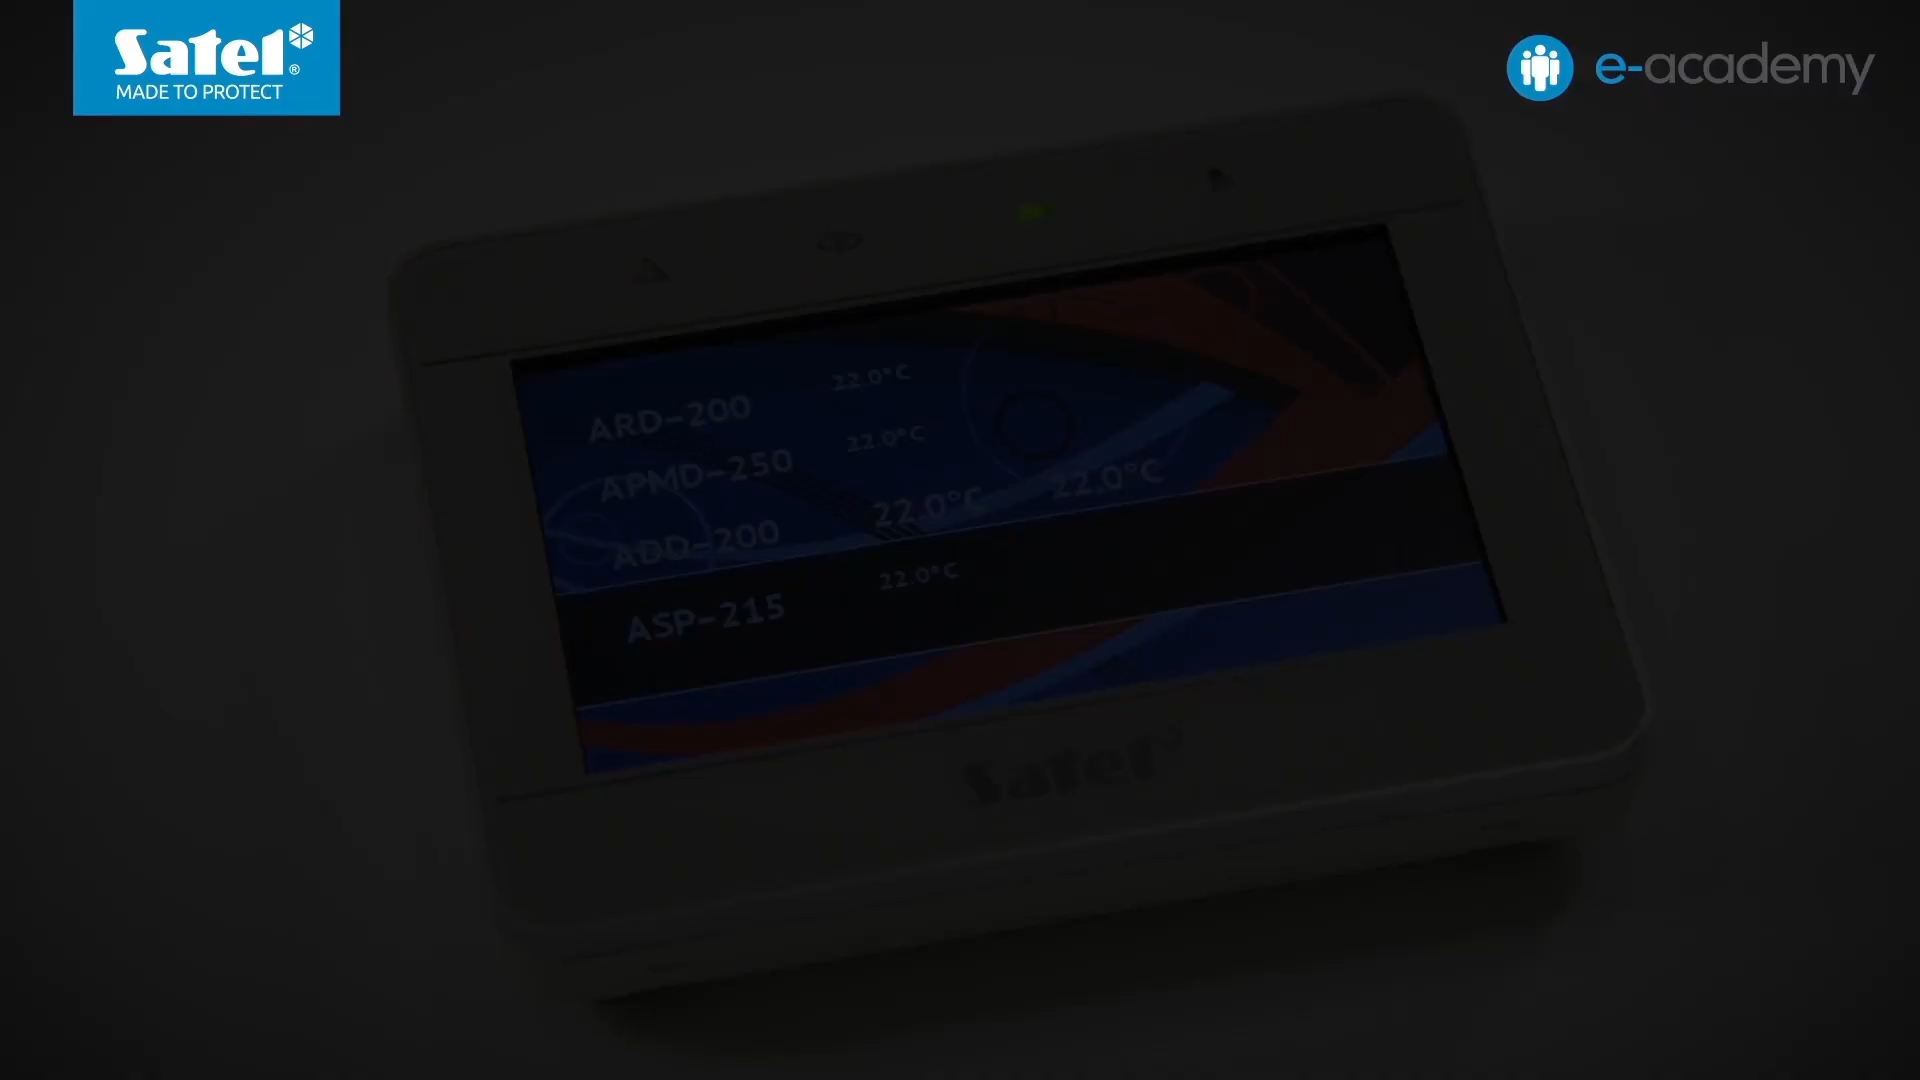 Satel®
MADE TO PROTECT
e-academy
ARD-200 22.0°C
APMD-250 22.0°C
ADD-200 22.0°C 22.0°C
ASP-215 22.0°C
Satel